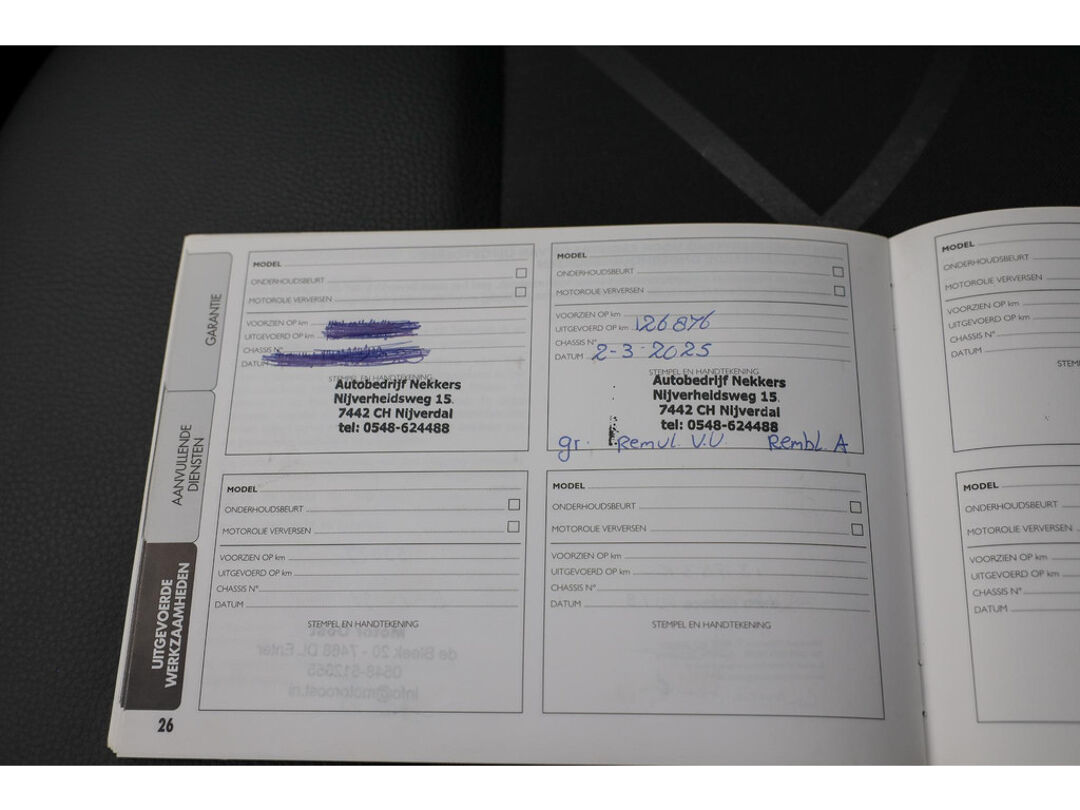 GARANTIE
AANVULLENDE
DIENSTEN
UITGEVOERDE
WERKZAAMHEDEN
26
MODEL
ONDERHOUDSBEURT
MOTOROLIE VERVERSEN
VOORZIEN OP km
UITGEVOERD OP km
CHASSIS N°
DATUM
STEMPEL EN HANDTEKENING
Autobedrijf Nekkers
Nijverheidsweg 15.
7442 CH Nijverdal
tel: 0548-624488
MODEL
ONDERHOUDSBEURT
MOTOROLIE VERVERSEN
VOORZIEN OP km
UITGEVOERD OP km 126876
CHASSIS N°
DATUM 2-3-2025
STEMPEL EN HANDTEKENING
Autobedrijf Nekkers
Nijverheidsweg 15.
7442 CH Nijverdal
tel: 0548-624488
gr. Remul. V.V. Rembl. A
MODEL
ONDERHOUDSBEURT
MOTOROLIE VERVERSEN
VOORZIEN OP km
UITGEVOERD OP km
CHASSIS N°
DATUM
STEMPEL EN HANDTEKENING
MODEL
ONDERHOUDSBEURT
MOTOROLIE VERVERSEN
VOORZIEN OP km
UITGEVOERD OP km
CHASSIS N°
DATUM
STEMPEL EN HANDTEKENING
MODEL
ONDERHOUDSBEURT
MOTOROLIE VERVERSEN
VOORZIEN OP km
UITGEVOERD OP km
CHASSIS N°
DATUM
STEM
MODEL
ONDERHOUDSBEURT
MOTOROLIE VERVERSEN
VOORZIEN OP km
UITGEVOERD OP km
CHASSIS N°
DATUM